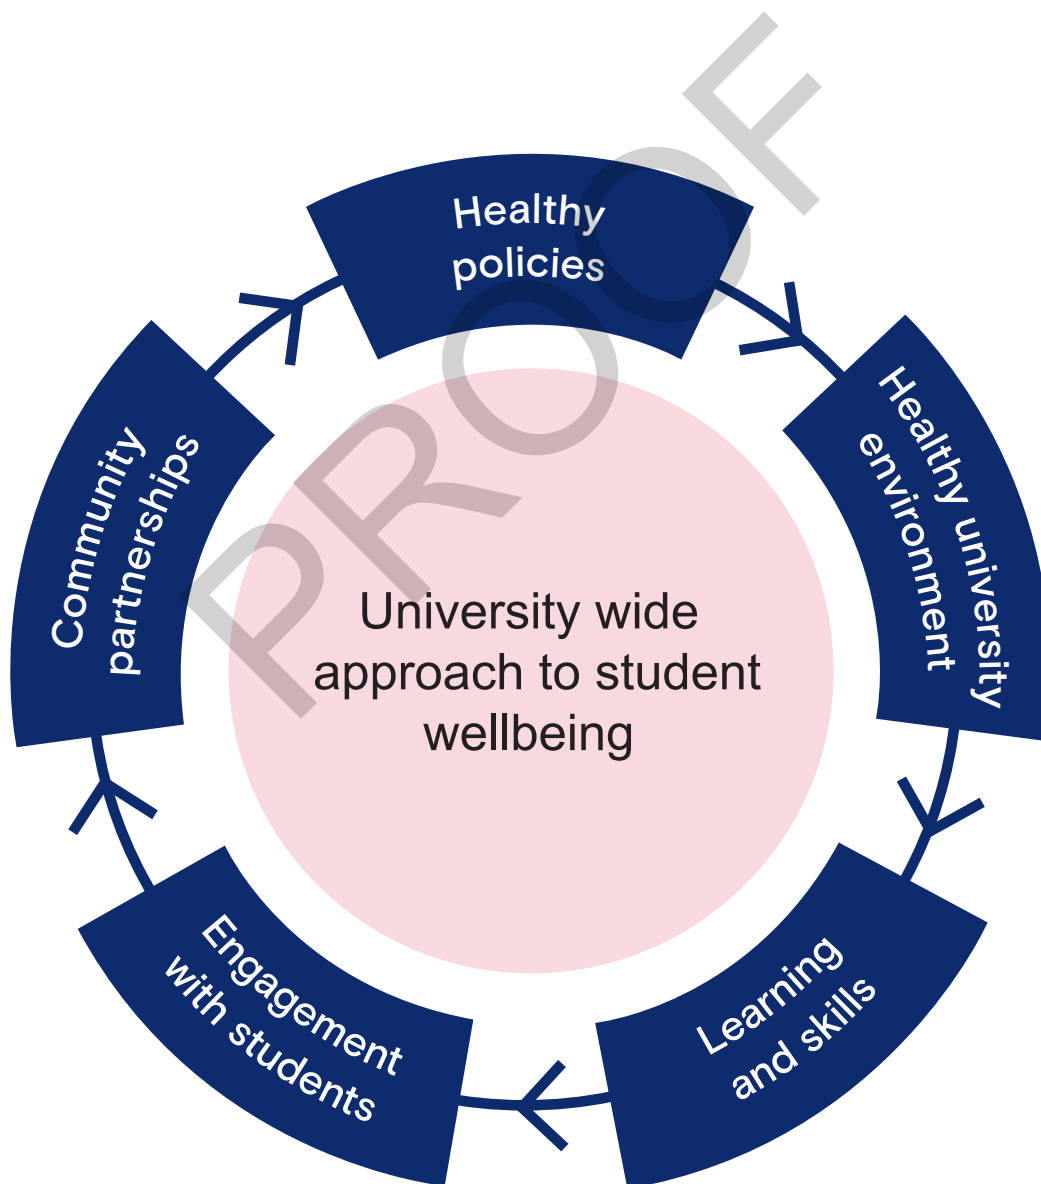 PROOF
Healthy
policies
Healthy university
environment
Learning
and skills
Engagement
with students
Community
partnerships
University wide
approach to student
wellbeing